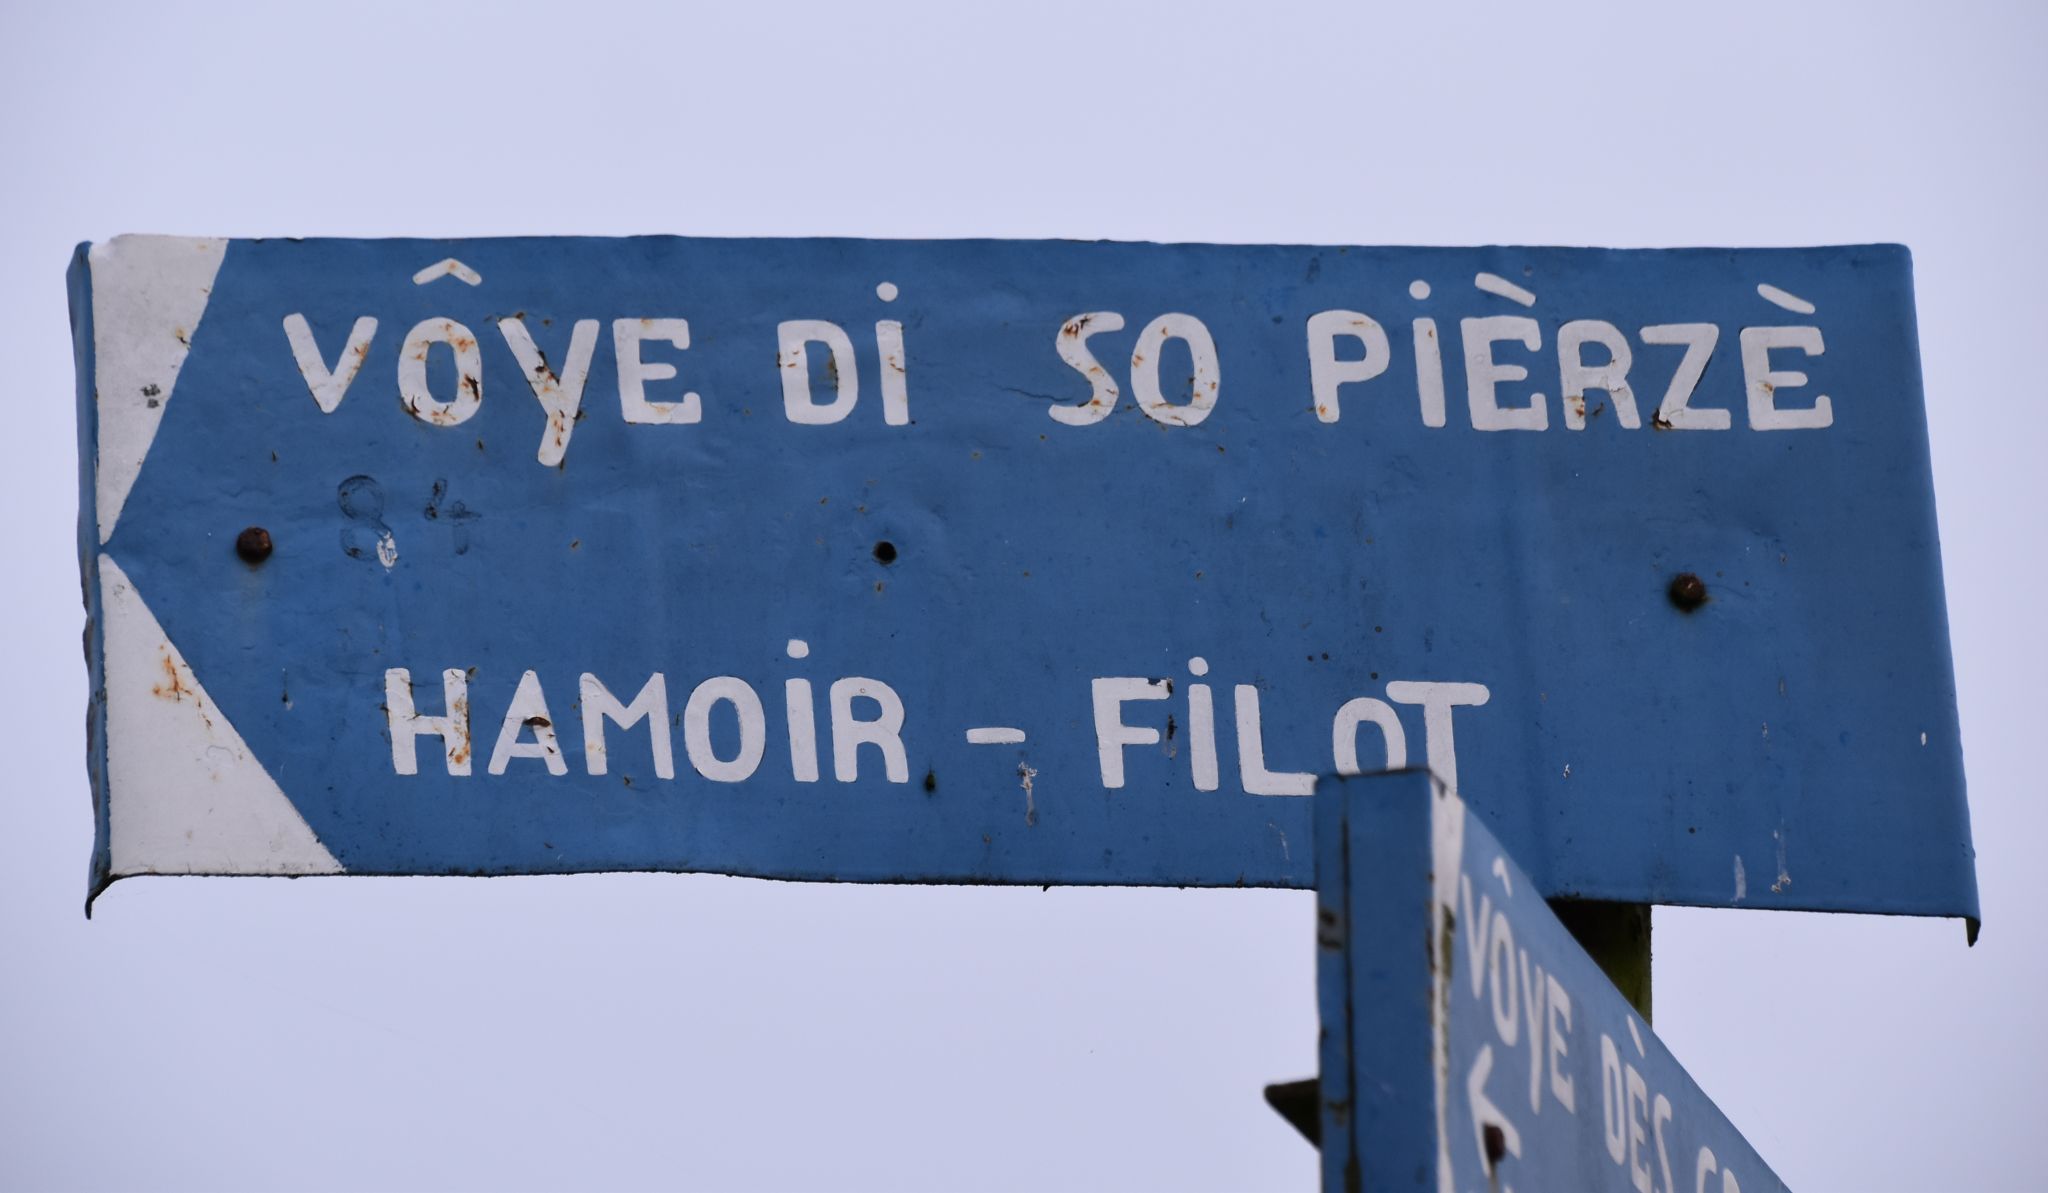 VÔYE Di SO PiÈRZÈ
84
HAMOiR - FiLOT
VÔYE DÈS